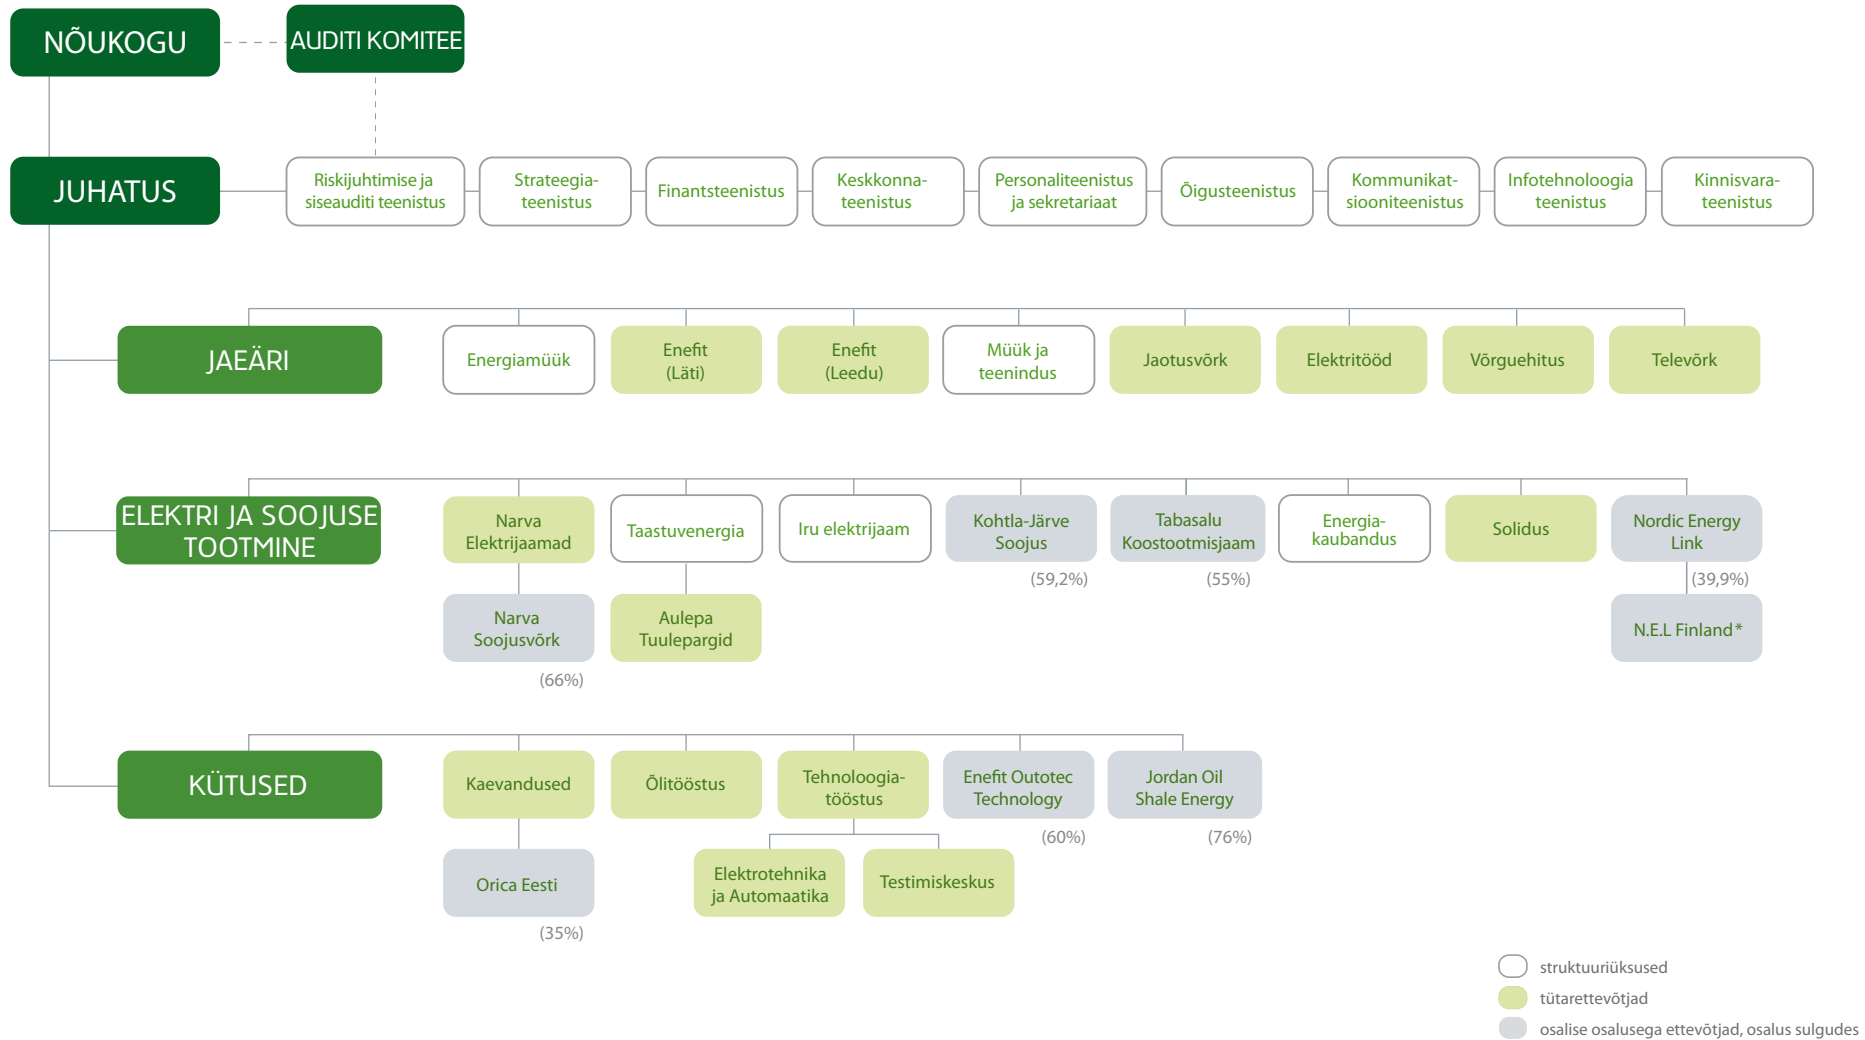 NÕUKOGU
AUDITI KOMITEE
JUHATUS
Riskijuhtimise ja
siseauditi teenistus
Strateegia-
teenistus
Finantsteenistus
Keskkonna-
teenistus
Personaliteenistus
ja sekretariaat
Õigusteenistus
Kommunikat-
siooniteenistus
Infotehnoloogia
teenistus
Kinnisvara-
teenistus
JAEÄRI
Energiamüük
Enefit
(Läti)
Enefit
(Leedu)
Müük ja
teenindus
Jaotusvõrk
Elektritööd
Võrguehitus
Televõrk
ELEKTRI JA SOOJUSE
TOOTMINE
Narva
Elektrijaamad
Taastuvenergia
Iru elektrijaam
Kohtla-Järve
Soojus
(59,2%)
Tabasalu
Koostootmisjaam
(55%)
Energia-
kaubandus
Solidus
Nordic Energy
Link
(39,9%)
Narva
Soojusvõrk
(66%)
Aulepa
Tuulepargid
N.E.L Finland*
KÜTUSED
Kaevandused
Õlitööstus
Tehnoloogia-
tööstus
Enefit Outotec
Technology
(60%)
Jordan Oil
Shale Energy
(76%)
Orica Eesti
(35%)
Elektrotehnika
ja Automaatika
Testimiskeskus
struktuuriüksused
tütarettevõtjad
osalise osalusega ettevõtjad, osalus sulgudes